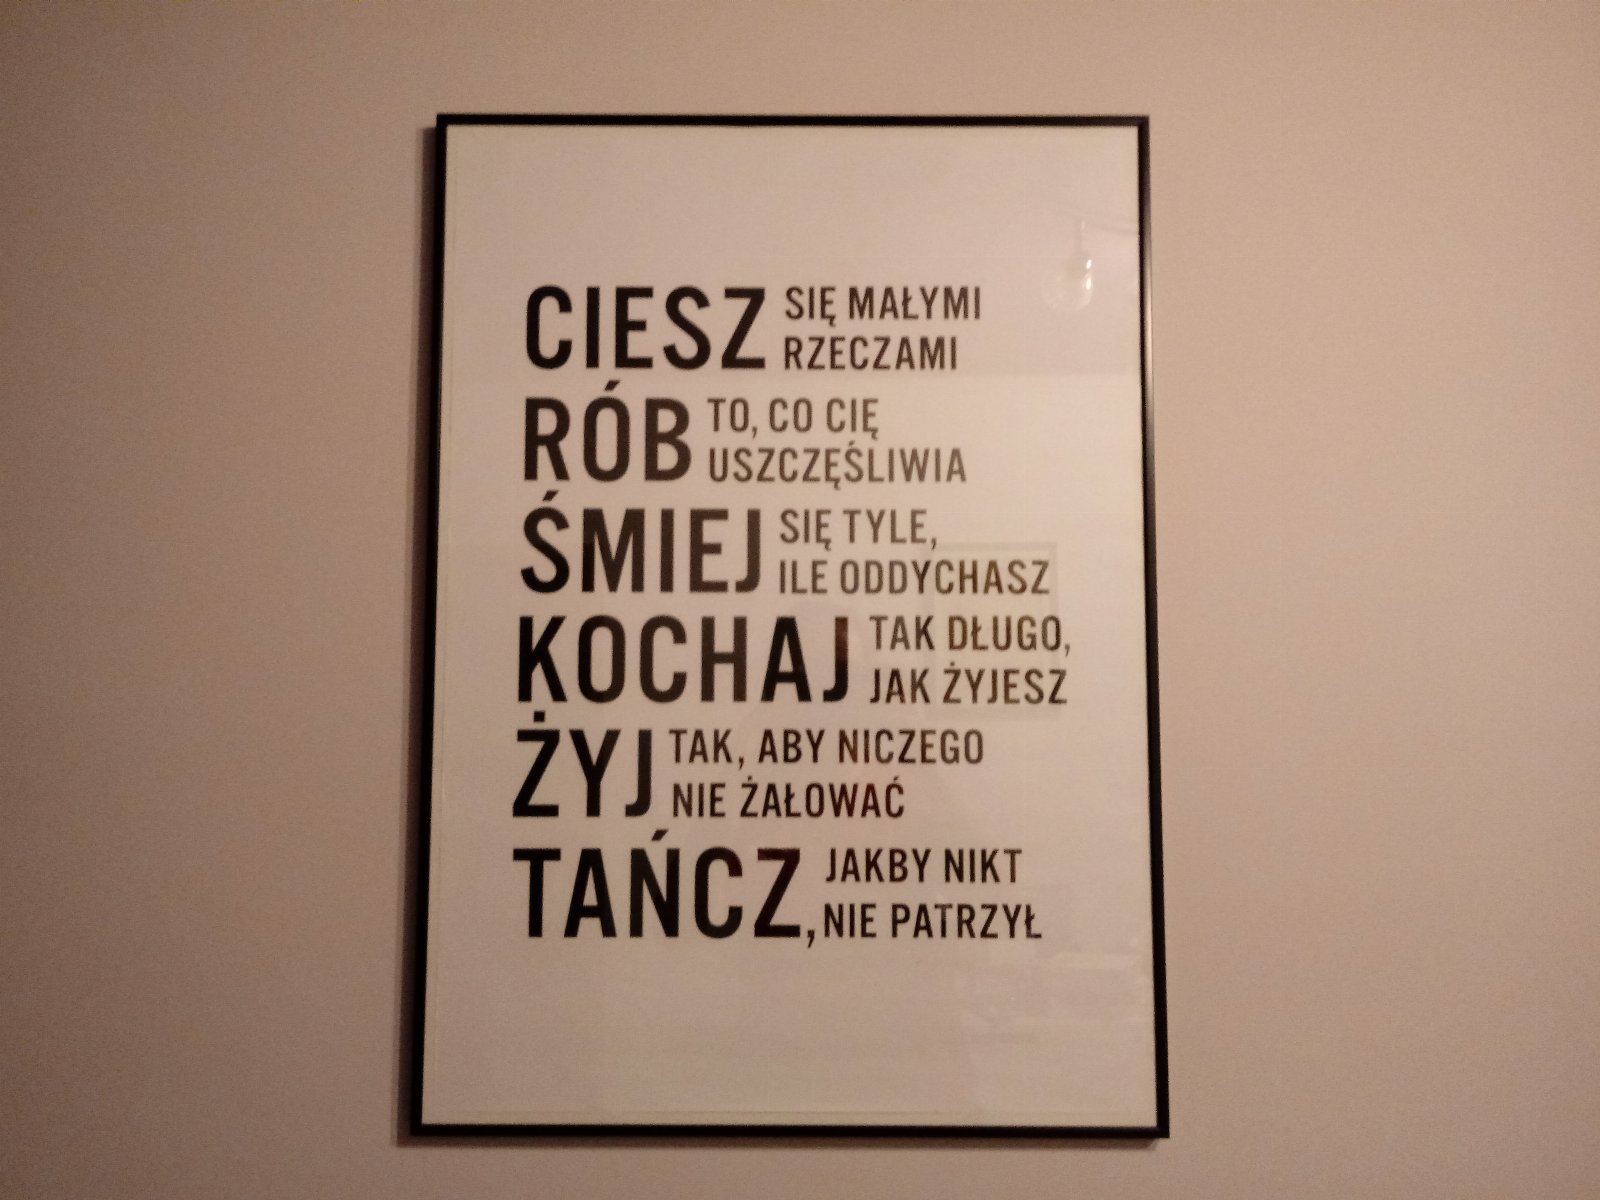 CIESZ SIĘ MAŁYMI
RZECZAMI
RÓB TO, CO CIĘ
USZCZĘŚLIWIA
ŚMIEJ SIĘ TYLE,
ILE ODDYCHASZ
KOCHAJ TAK DŁUGO,
JAK ŻYJESZ
ŻYJ TAK, ABY NICZEGO
NIE ŻAŁOWAĆ
TAŃCZ, JAKBY NIKT
NIE PATRZYŁ